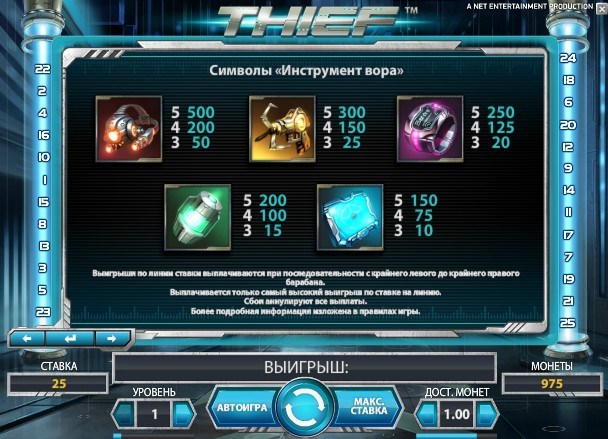 THIEF™
A NET ENTERTAINMENT PRODUCTION
Символы «Инструмент вора»
5 500
4 200
3 50
5 300
4 150
3 25
5 250
4 125
3 20
5 200
4 100
3 15
5 150
4 75
3 10
Выигрыши по линии ставки выплачиваются при последовательности с крайнего левого до крайнего правого
барабана.
Выплачивается только самый высокий выигрыш по ставке на линию.
Сбои аннулируют все выплаты.
Более подробная информация изложена в правилах игры.
22
2
4
16
10
1
15
8
13
3
5
23
24
18
6
20
12
9
14
11
17
7
19
21
25
СТАВКА
25
ВЫИГРЫШ:
МОНЕТЫ
975
УРОВЕНЬ
1
АВТОИГРА
МАКС.
СТАВКА
ДОСТ. МОНЕТ
1.00